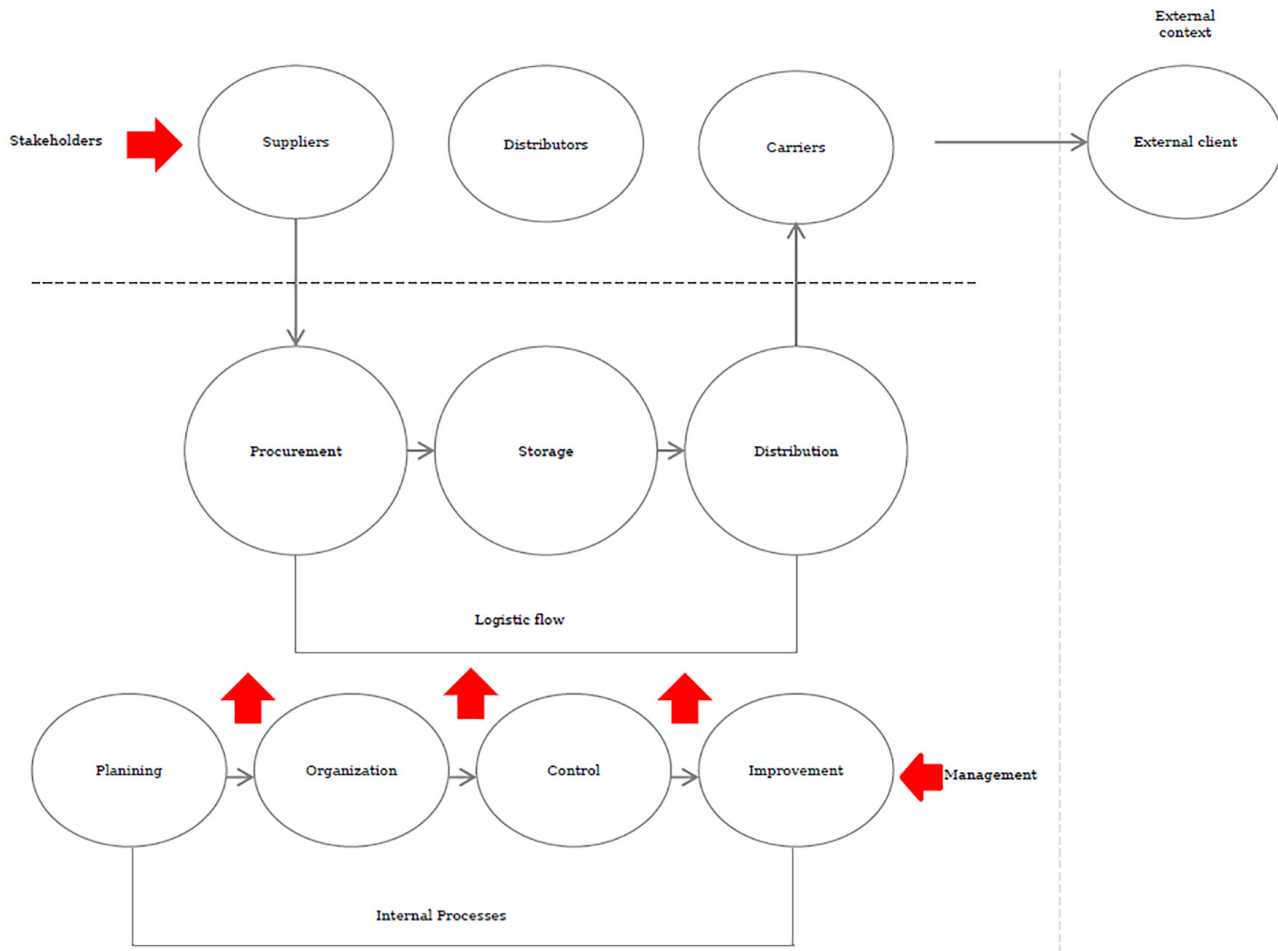 External
context
Stakeholders
Suppliers
Distributors
Carriers
External client
Procurement
Storage
Distribution
Logistic flow
Planining
Organization
Control
Improvement
Management
Internal Processes